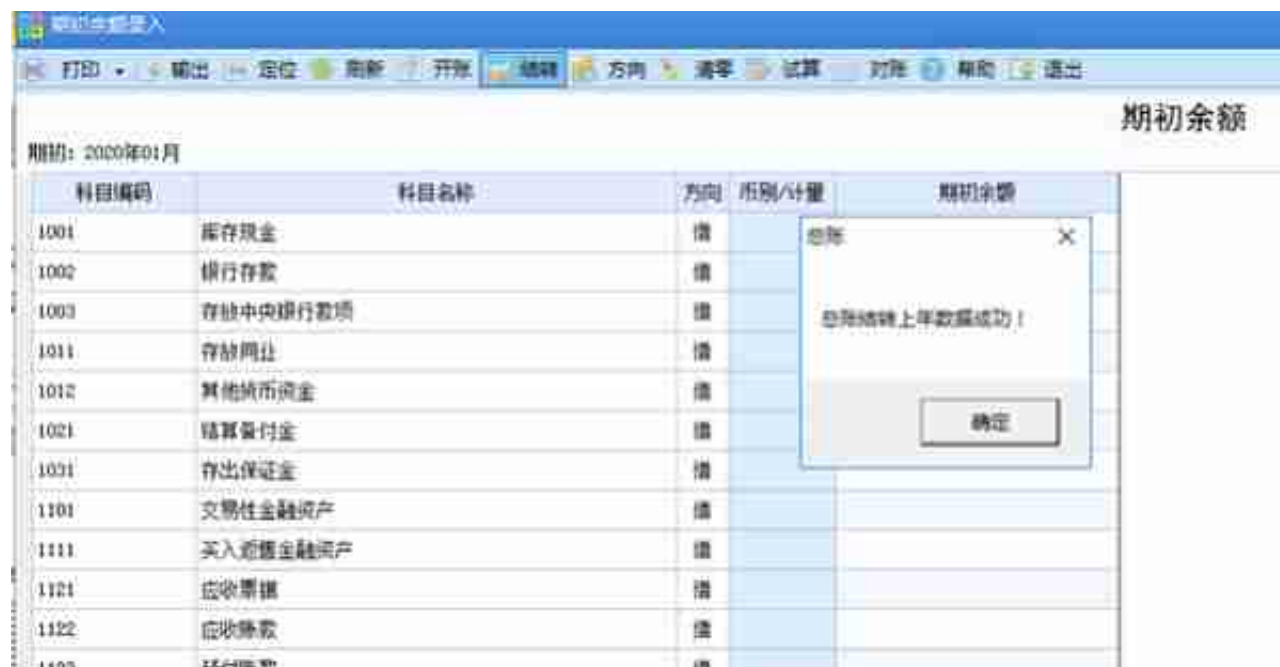 期初余额录入
打印 输出 定位 刷新 开账 结转 方向 清零 试算 对账 帮助 退出
期初余额
期初：2020年01月
科目编码 科目名称 方向 币别/计量 期初余额
1001 库存现金 借
1002 银行存款 借
1003 存放中央银行款项 借
1011 存放同业 借
1012 其他货币资金 借
1021 结算备付金 借
1031 存出保证金 借
1101 交易性金融资产 借
1111 买入返售金融资产 借
1121 应收票据 借
1122 应收账款 借
总账
总账结转上年数据成功！
确定